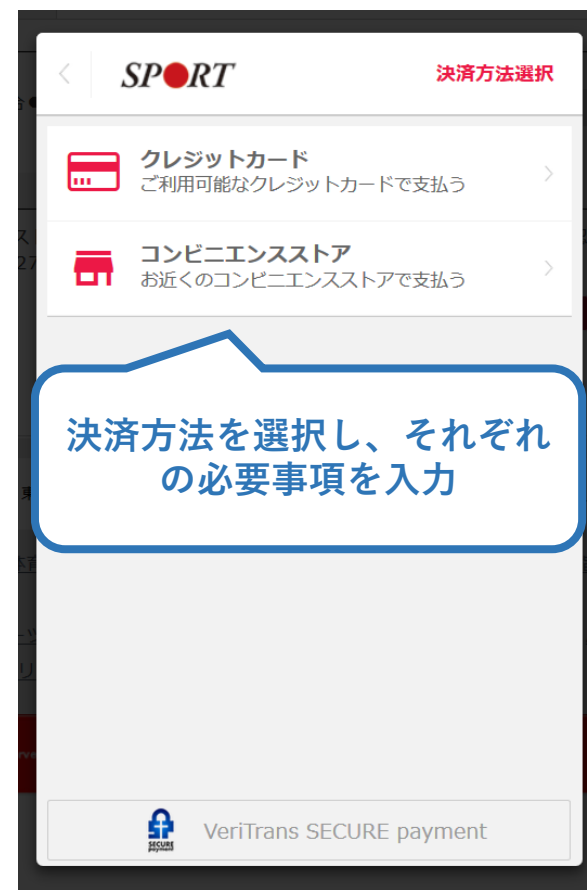 SPORT
決済方法選択
クレジットカード
ご利用可能なクレジットカードで支払う
コンビニエンスストア
お近くのコンビニエンスストアで支払う
決済方法を選択し、それぞれ
の必要事項を入力
SECURE
payment
VeriTrans SECURE payment